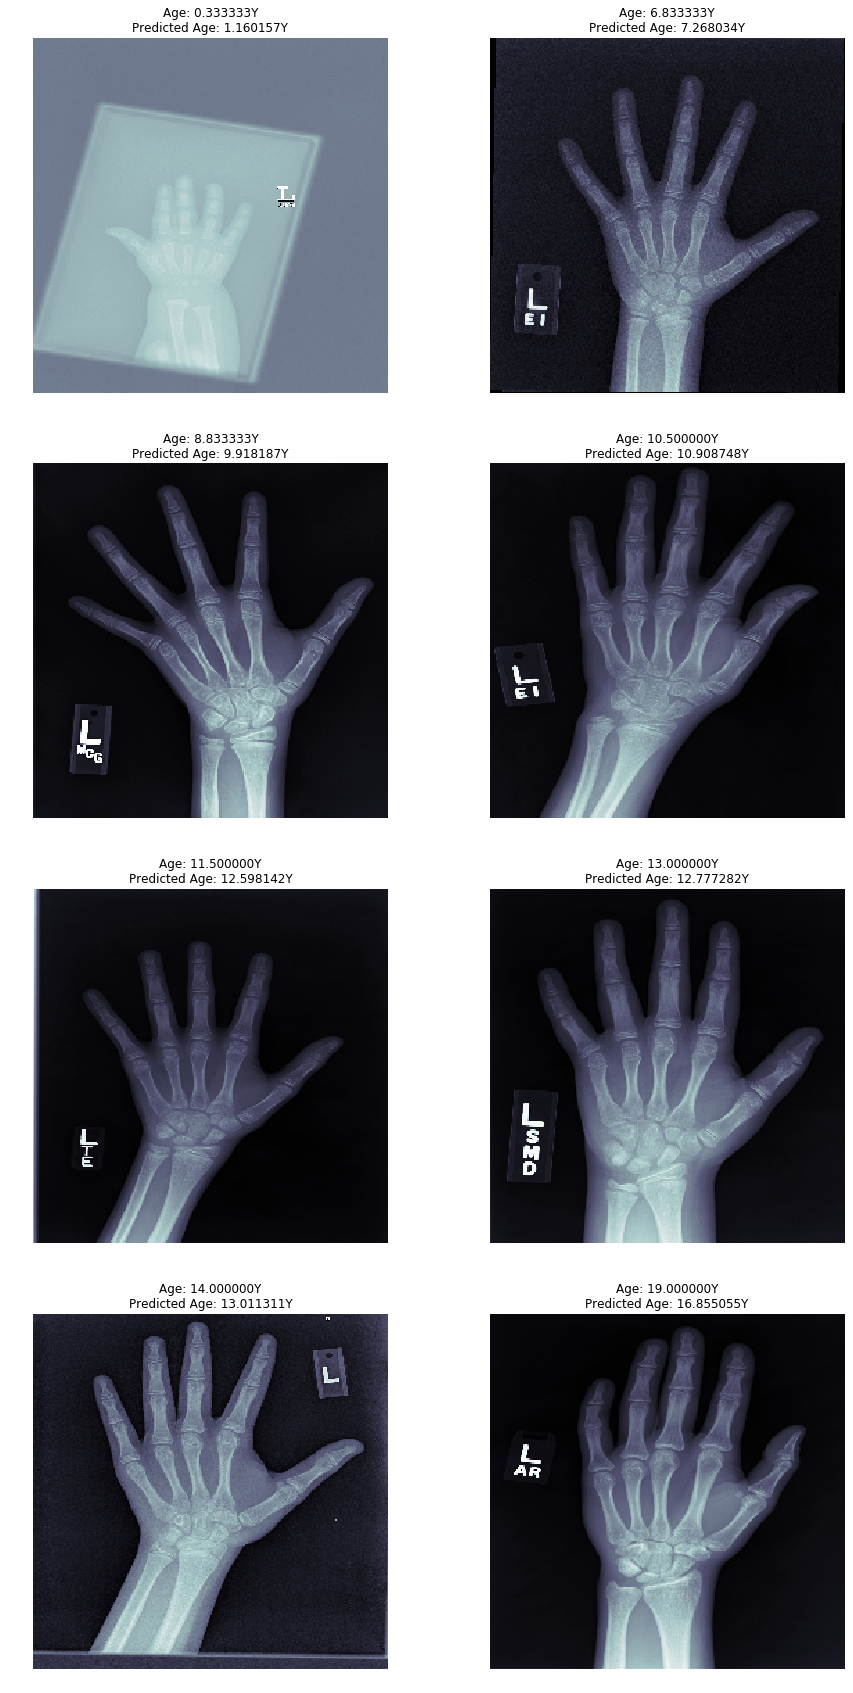 Age: 0.333333Y
Predicted Age: 1.160157Y
Age: 6.833333Y
Predicted Age: 7.268034Y
L
EI
Age: 8.833333Y
Predicted Age: 9.918187Y
L
MGG
Age: 10.500000Y
Predicted Age: 10.908748Y
L
EI
Age: 11.500000Y
Predicted Age: 12.598142Y
L
T
E
Age: 13.000000Y
Predicted Age: 12.777282Y
L
S
M
D
Age: 14.000000Y
Predicted Age: 13.011311Y
L
Age: 19.000000Y
Predicted Age: 16.855055Y
L
AR